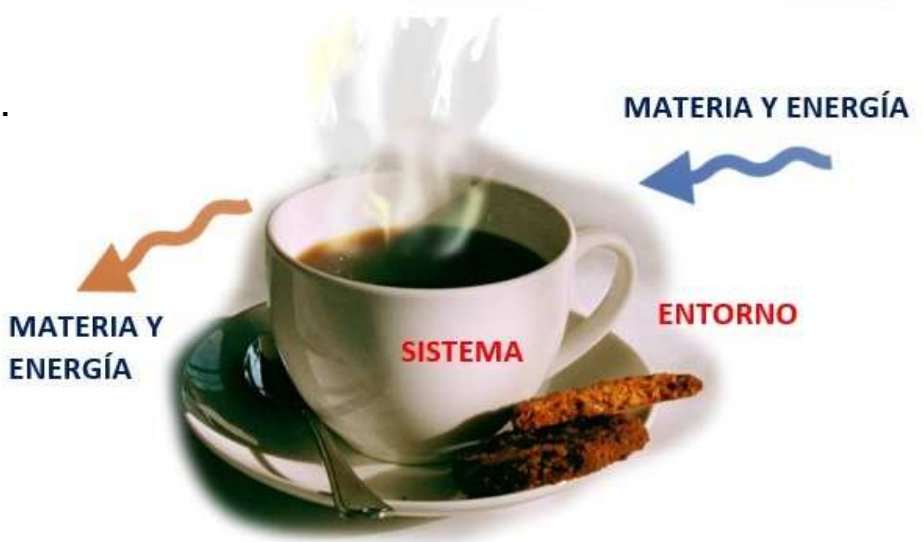 .
MATERIA Y ENERGÍA
MATERIA Y
ENERGÍA
SISTEMA
ENTORNO